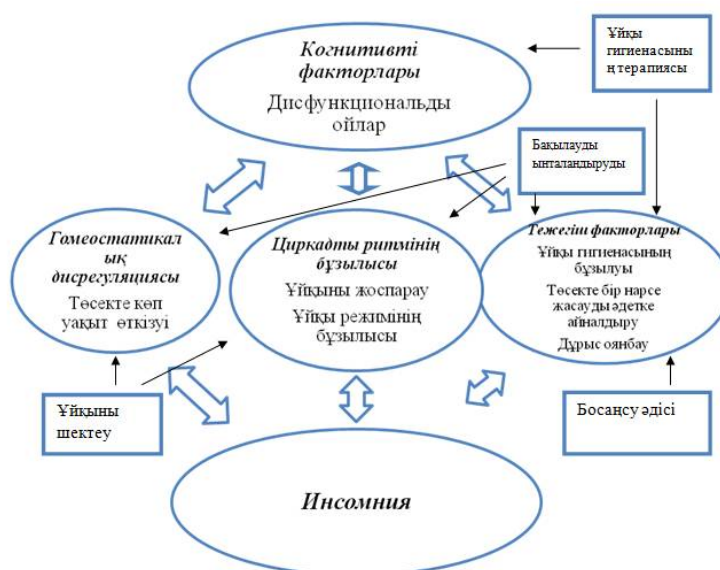 Когнитивті
факторлары
Дисфункциональды
ойлар
Ұйқы
гигиенасының
ң терапиясы
Бақылауды
ынталандыруды
Гомеостатикал
ық
дисрегуляциясы
Төсекте көп
уақыт өткізуі
Циркадты ритмінің
бұзылысы
Ұйқыны жоспарау
Ұйқы режимінің
бұзылысы
Тежегіш факторлары
Ұйқы гигиенасының
бұзылуы
Төсекте бір нарсе
жасауды әдетке
айналдыру
Дұрыс оянбау
Ұйқыны
шектеу
Босаңсу әдісі
Инсомния